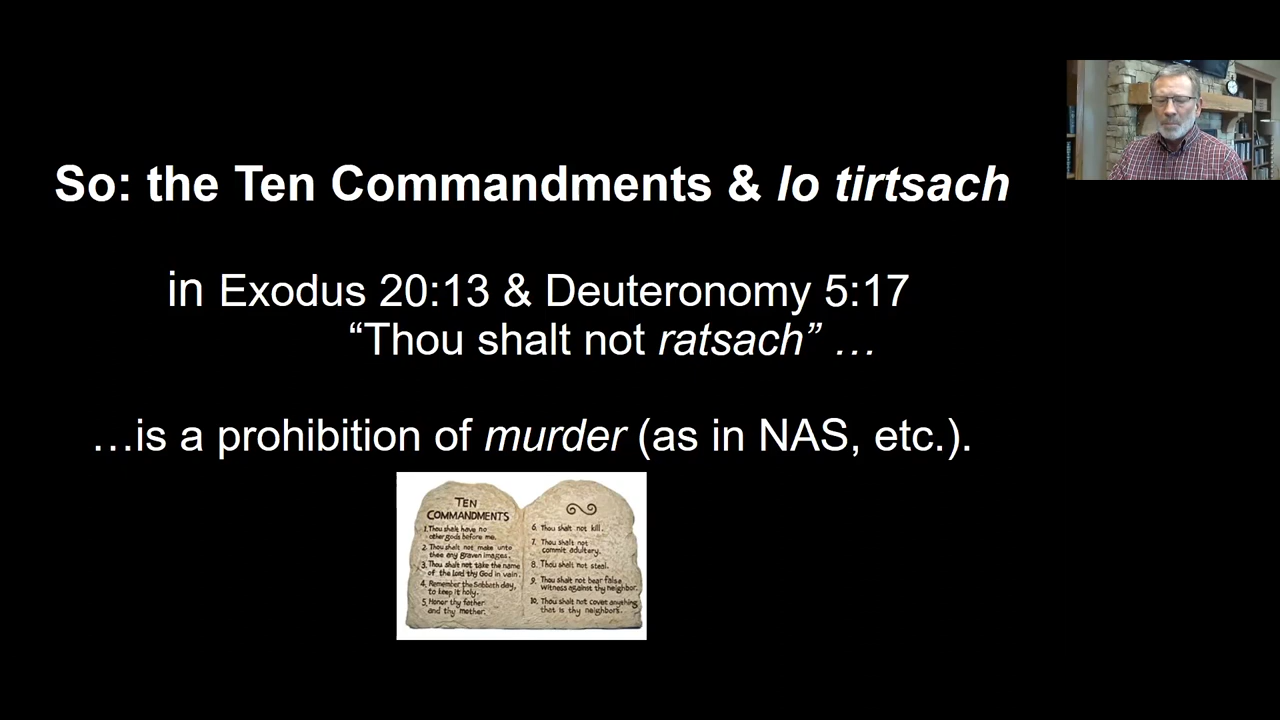 So: the Ten Commandments & lo tirtsach
in Exodus 20:13 & Deuteronomy 5:17
“Thou shalt not ratsach” …
…is a prohibition of murder (as in NAS, etc.).
TEN
COMMANDMENTS
1. Thou shals have no
other gods before me.
2. Thou shalt not make unto
thee any graven images.
3. Thou shalt not take the name
of the Lord thy God in vain.
4. Remember the Sabbath day,
to keep it holy.
5. Honor thy father
and thy mother.
6. Thou shalt not kill.
7. Thou shalt not
commit adultery.
8. Thou shalt not steal.
9. Thou shalt not bear false
witness against thy neighbor.
10. Thou shalt not covet anything
that is thy neighbors.